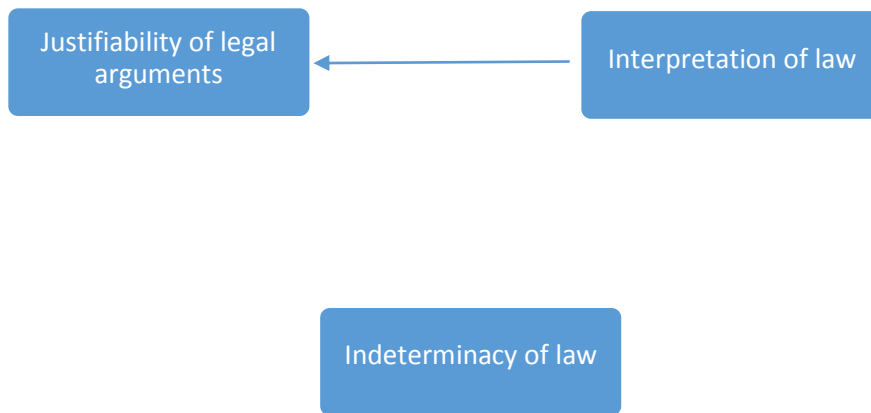 Justifiability of legal
arguments
Interpretation of law
Indeterminacy of law